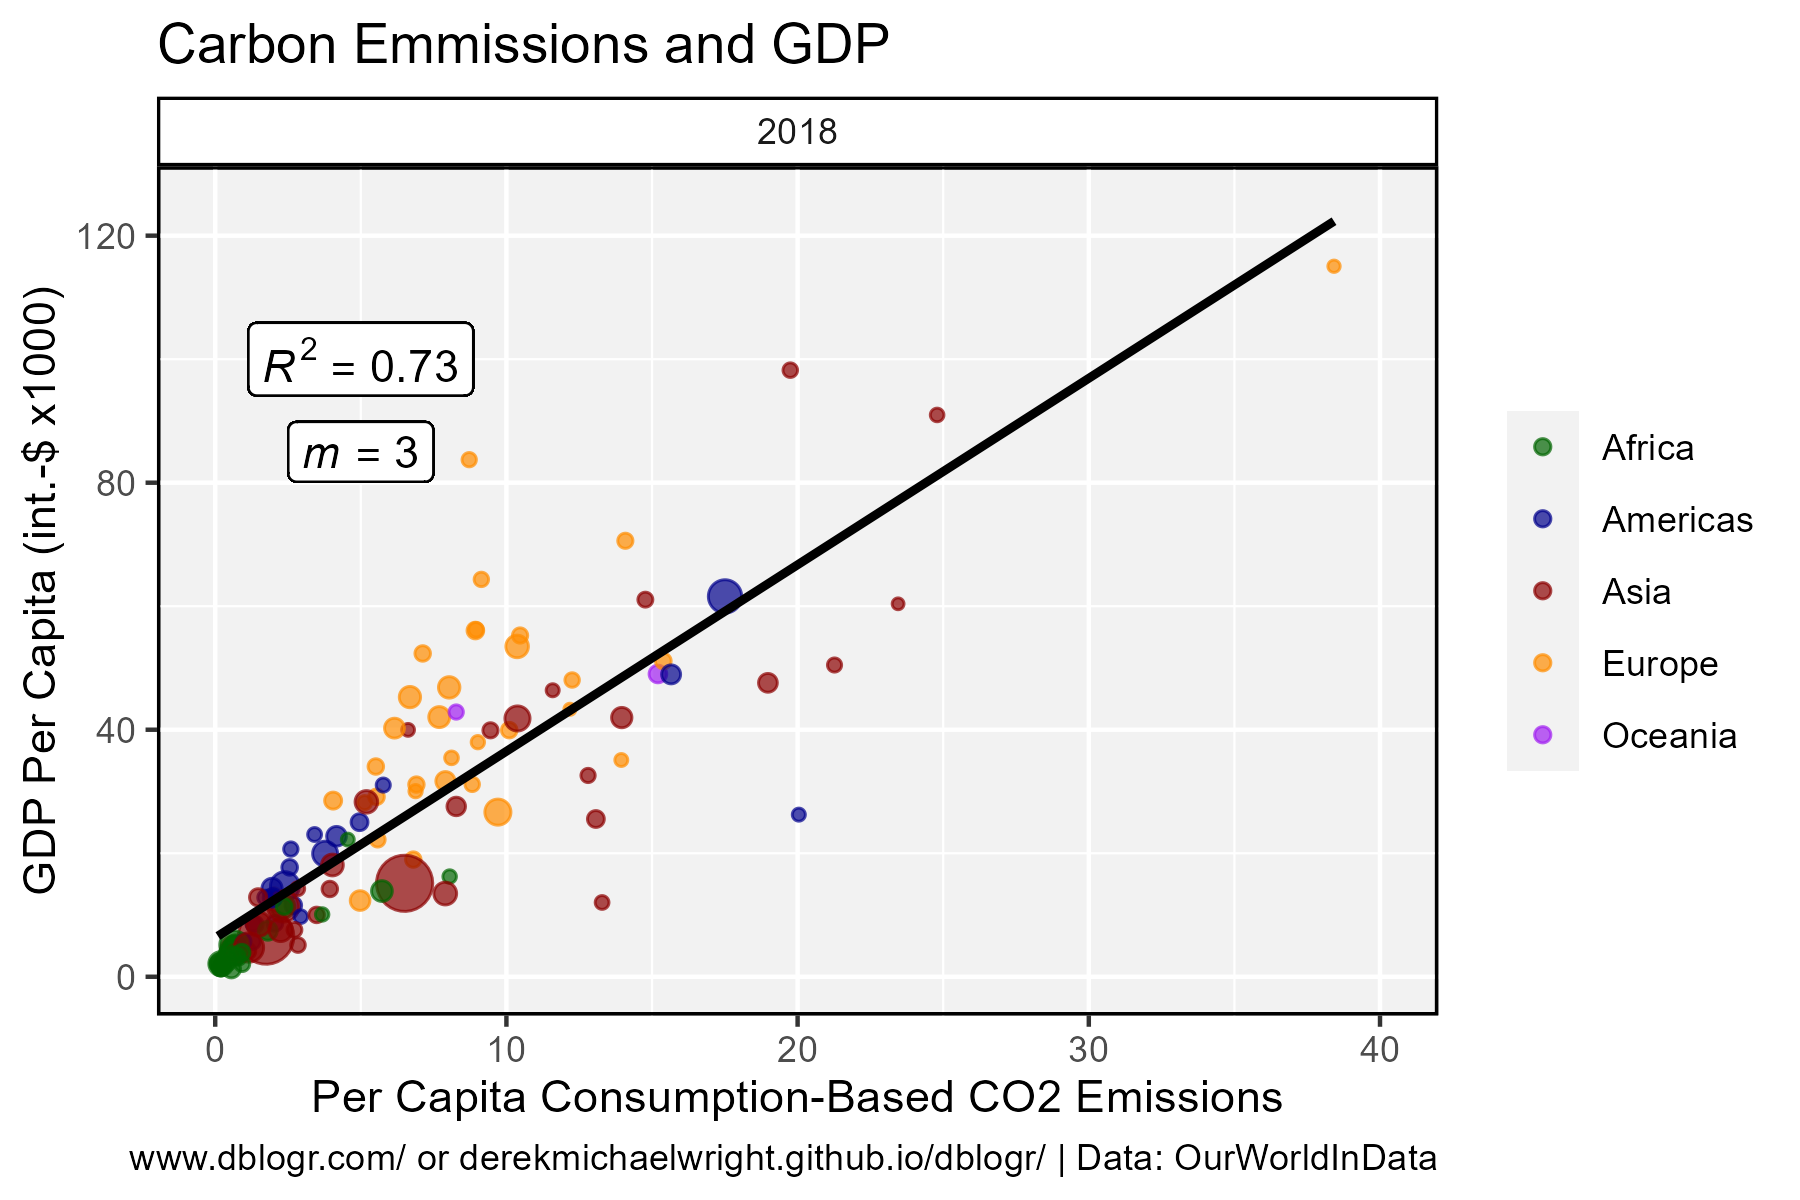 Carbon Emmissions and GDP
2018
GDP Per Capita (int.-$ x1000)
120
80
40
0
R² = 0.73
m = 3
Africa
Americas
Asia
Europe
Oceania
0 10 20 30 40
Per Capita Consumption-Based CO2 Emissions
www.dblogr.com/ or derekmichaelwright.github.io/dblogr/ | Data: OurWorldInData